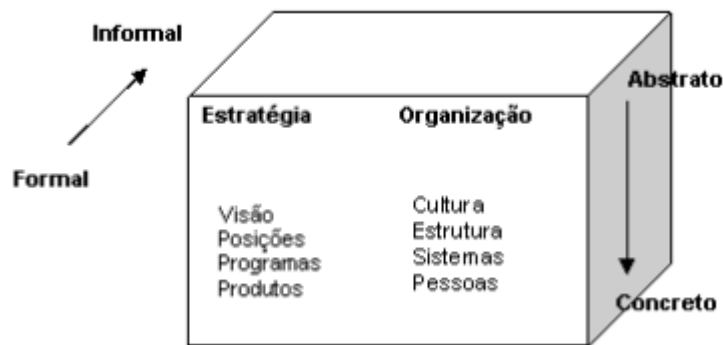 Informal
Abstrato
Estratégia Organização
Formal
Visão Cultura
Posições Estrutura
Programas Sistemas
Produtos Pessoas
Concreto